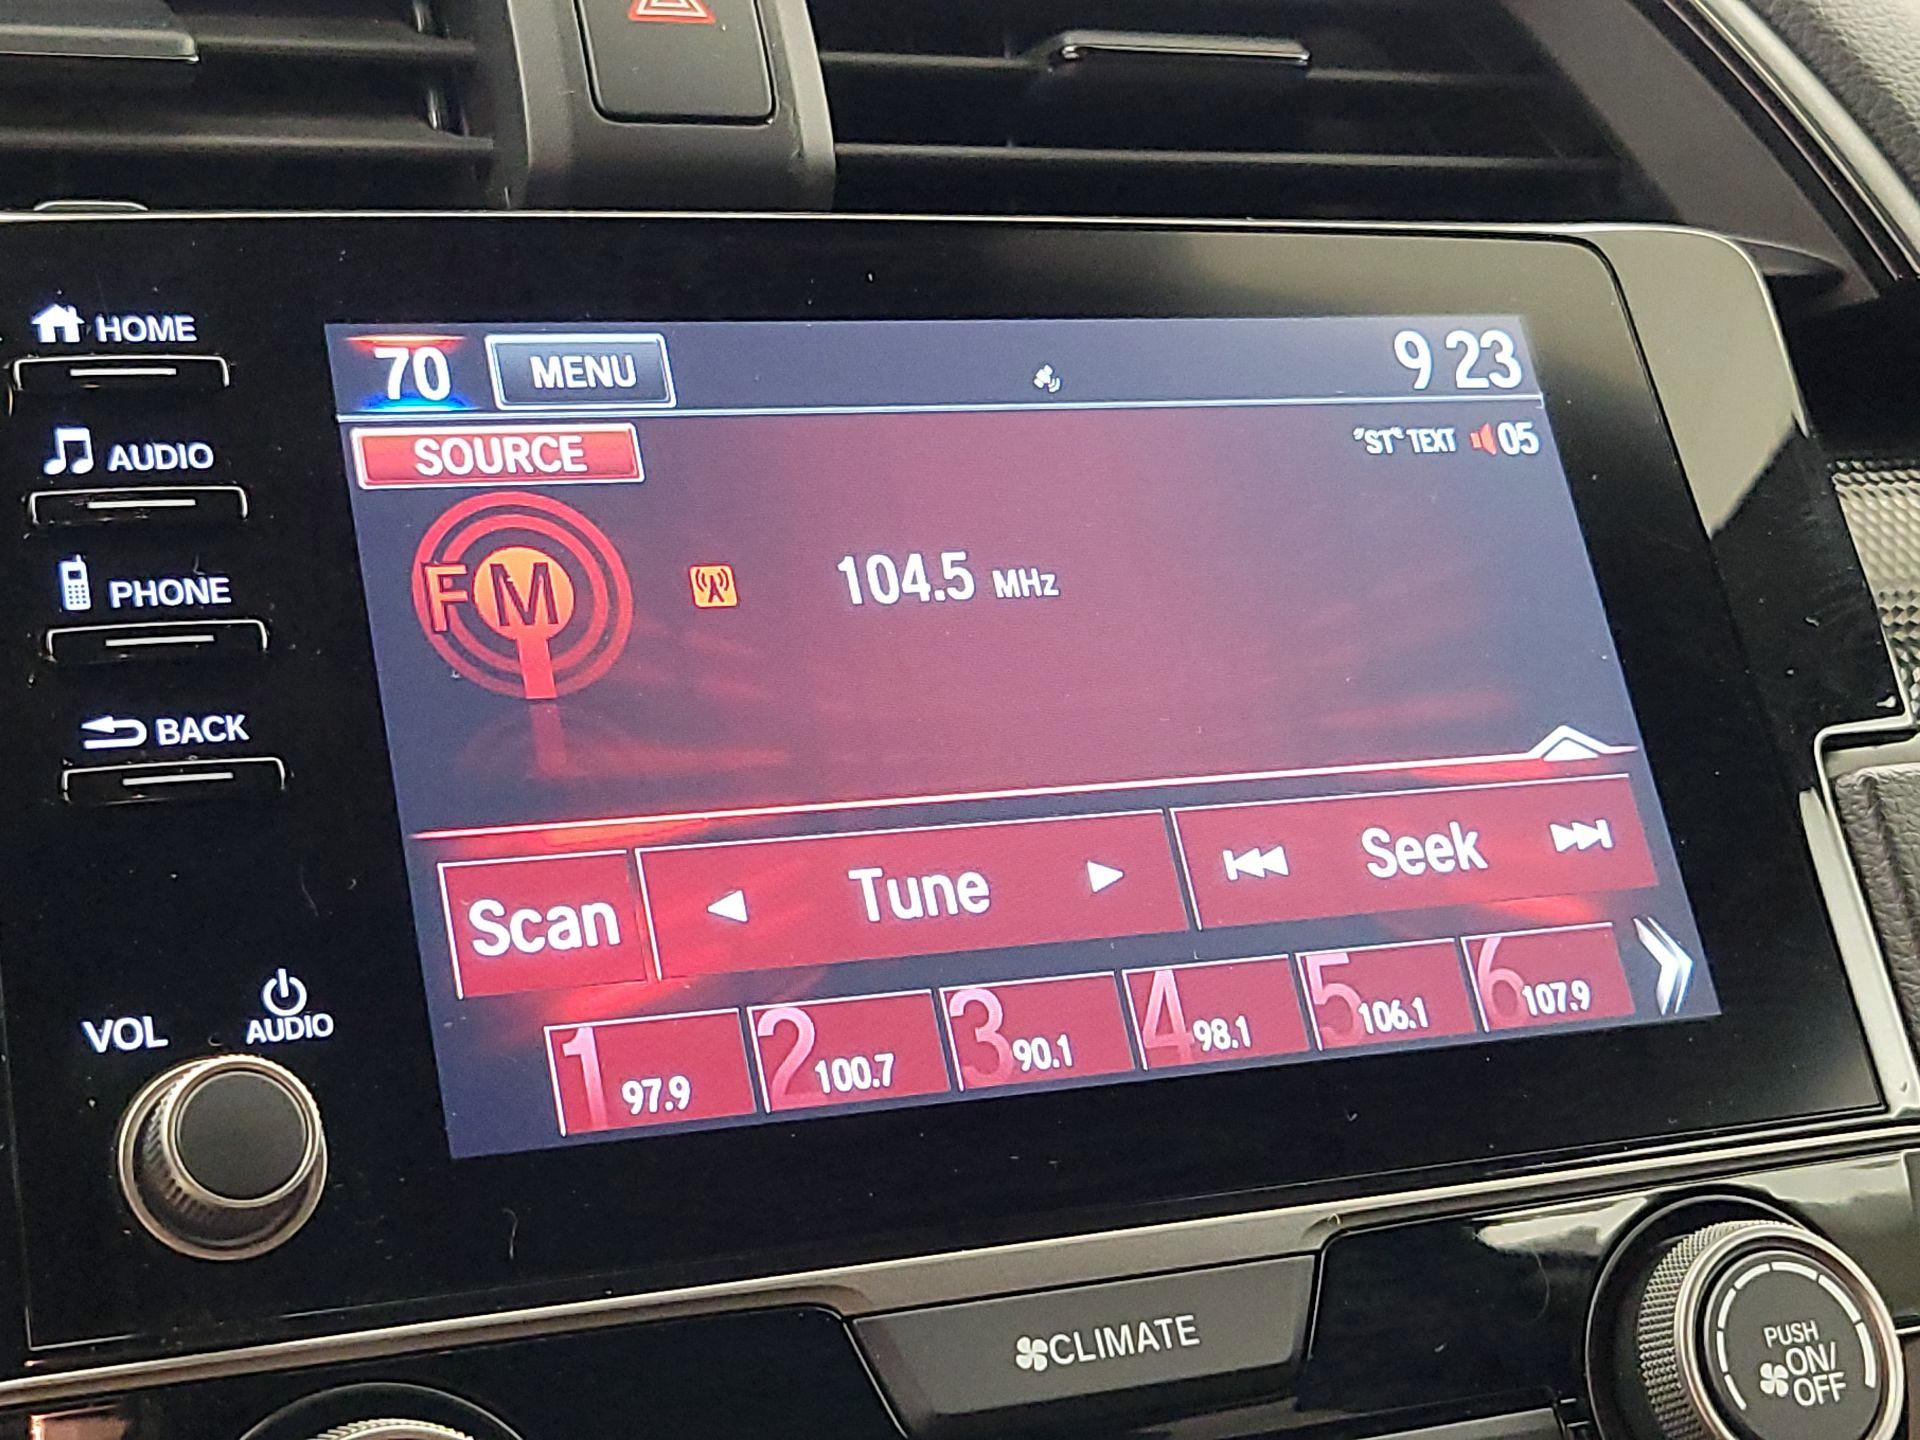 HOME
AUDIO
PHONE
BACK
VOL
AUDIO
70 MENU 9 23
SOURCE "ST" TEXT 05
FM 104.5 MHz
Scan Tune Seek
1 97.9 2 100.7 3 90.1 4 98.1 5 106.1 6 107.9
CLIMATE
PUSH
ON/
OFF